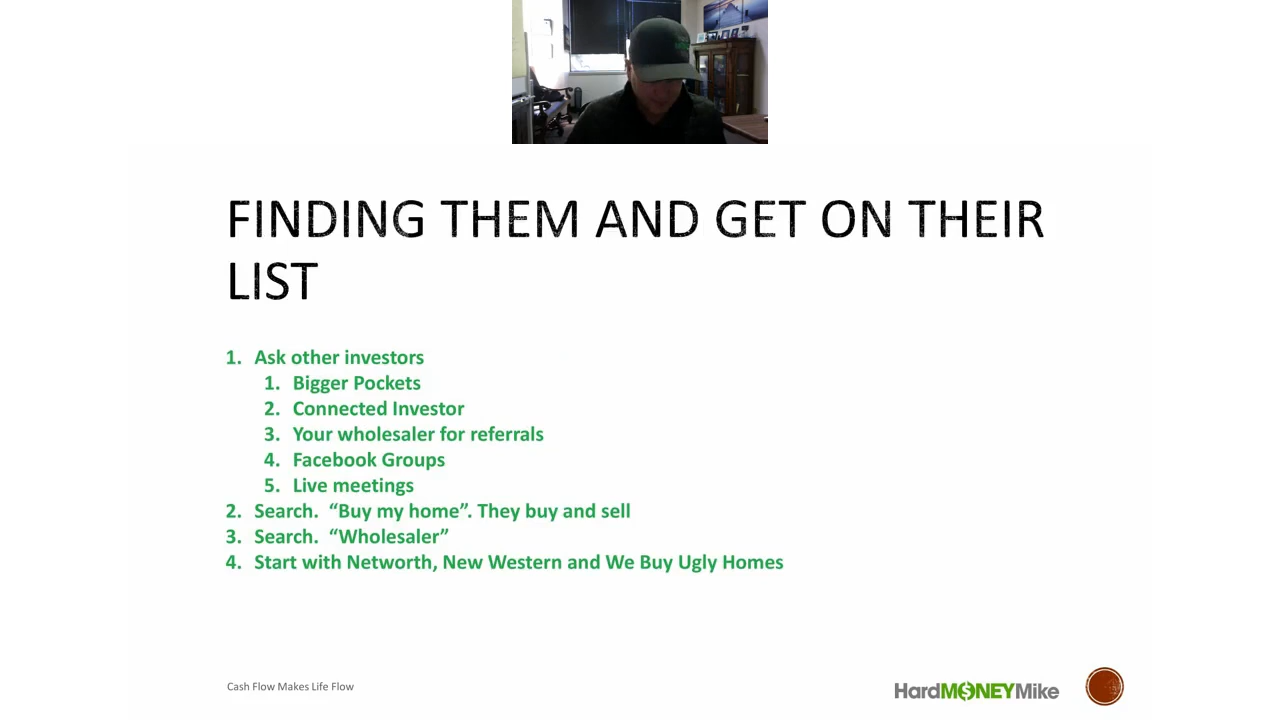 FINDING THEM AND GET ON THEIR
LIST
1. Ask other investors
1. Bigger Pockets
2. Connected Investor
3. Your wholesaler for referrals
4. Facebook Groups
5. Live meetings
2. Search. “Buy my home”. They buy and sell
3. Search. “Wholesaler”
4. Start with Networth, New Western and We Buy Ugly Homes
Cash Flow Makes Life Flow
HardMONEYMike